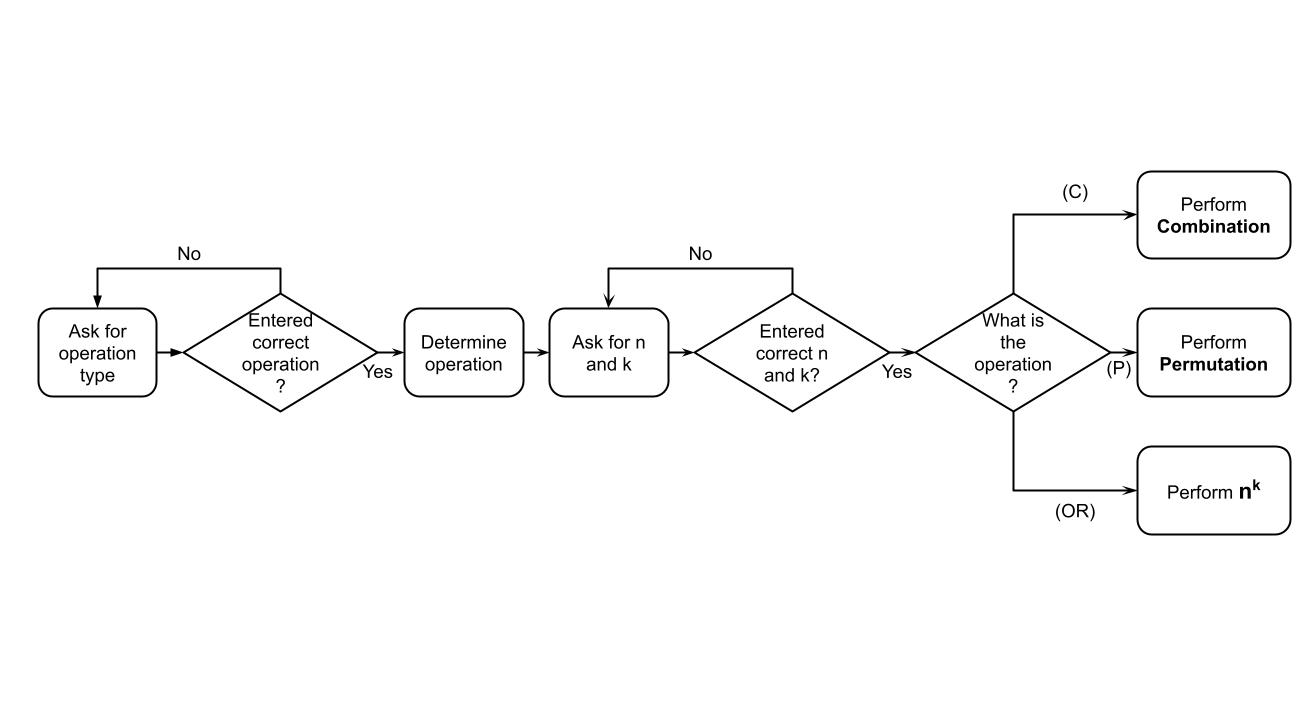 No
Ask for
operation
type
Entered
correct
operation
?
Yes
Determine
operation
No
Ask for n
and k
Entered
correct n
and k?
Yes
What is
the
operation
?
(C)
Perform
Combination
(P)
Perform
Permutation
(OR)
Perform nᵏ